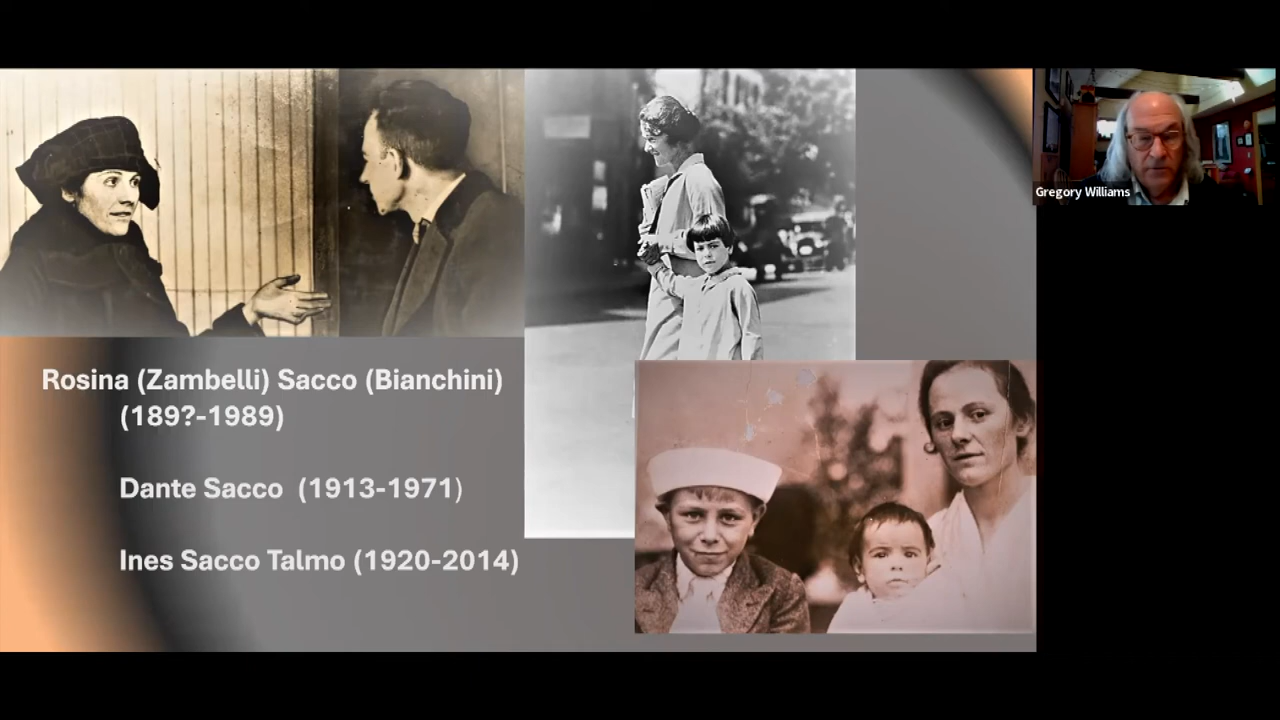 Rosina (Zambelli) Sacco (Bianchini)
(189?-1989)
Dante Sacco (1913-1971)
Ines Sacco Talmo (1920-2014)
Gregory Williams